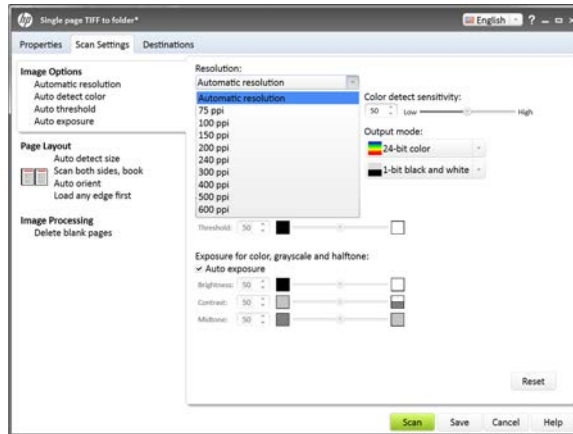 hp Single page TIFF to folder* English ?
Properties Scan Settings Destinations
Image Options
Automatic resolution
Auto detect color
Auto threshold
Auto exposure
Page Layout
Auto detect size
Scan both sides, book
Auto orient
Load any edge first
Image Processing
Delete blank pages
Resolution:
Automatic resolution
Automatic resolution
75 ppi
100 ppi
150 ppi
200 ppi
240 ppi
300 ppi
400 ppi
500 ppi
600 ppi
Color detect sensitivity:
50 Low High
Output mode:
24-bit color
1-bit black and white
Threshold: 50
Exposure for color, grayscale and halftone:
Auto exposure
Brightness: 50
Contrast: 50
Midtone: 50
Reset
Scan Save Cancel Help